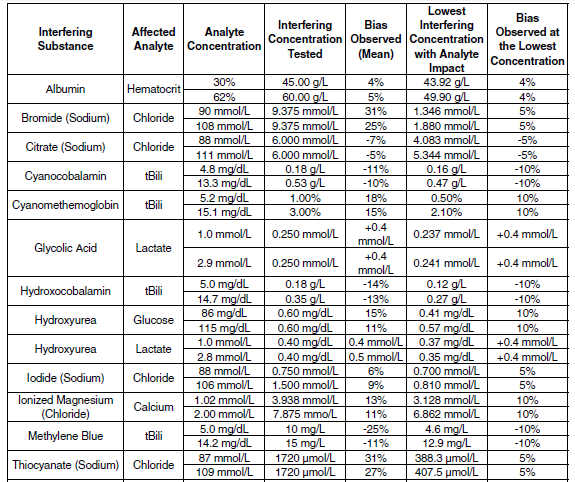 Interfering Substance | Affected Analyte | Analyte Concentration | Interfering Concentration Tested | Bias Observed (Mean) | Lowest Interfering Concentration with Analyte Impact | Bias Observed at the Lowest Concentration
Albumin | Hematocrit | 30% | 45.00 g/L | 4% | 43.92 g/L | 4%
62% | 60.00 g/L | 5% | 49.90 g/L | 4%
Bromide (Sodium) | Chloride | 90 mmol/L | 9.375 mmol/L | 31% | 1.346 mmol/L | 5%
108 mmol/L | 9.375 mmol/L | 25% | 1.880 mmol/L | 5%
Citrate (Sodium) | Chloride | 88 mmol/L | 6.000 mmol/L | -7% | 4.083 mmol/L | -5%
111 mmol/L | 6.000 mmol/L | -5% | 5.344 mmol/L | -5%
Cyanocobalamin | tBili | 4.8 mg/dL | 0.18 g/L | -11% | 0.16 g/L | -10%
13.3 mg/dL | 0.53 g/L | -10% | 0.47 g/L | -10%
Cyanomethemoglobin | tBili | 5.2 mg/dL | 1.00% | 18% | 0.50% | 10%
15.1 mg/dL | 3.00% | 15% | 2.10% | 10%
Glycolic Acid | Lactate | 1.0 mmol/L | 0.250 mmol/L | +0.4 mmol/L | 0.237 mmol/L | +0.4 mmol/L
2.9 mmol/L | 0.250 mmol/L | +0.4 mmol/L | 0.241 mmol/L | +0.4 mmol/L
Hydroxocobalamin | tBili | 5.0 mg/dL | 0.18 g/L | -14% | 0.12 g/L | -10%
14.7 mg/dL | 0.35 g/L | -13% | 0.27 g/L | -10%
Hydroxyurea | Glucose | 86 mg/dL | 0.60 mg/dL | 15% | 0.41 mg/dL | 10%
115 mg/dL | 0.60 mg/dL | 11% | 0.57 mg/dL | 10%
Hydroxyurea | Lactate | 1.0 mmol/L | 0.40 mg/dL | 0.4 mmol/L | 0.37 mg/dL | +0.4 mmol/L
2.8 mmol/L | 0.40 mg/dL | 0.5 mmol/L | 0.35 mg/dL | +0.4 mmol/L
Iodide (Sodium) | Chloride | 88 mmol/L | 0.750 mmol/L | 6% | 0.700 mmol/L | 5%
106 mmol/L | 1.500 mmol/L | 9% | 0.810 mmol/L | 5%
Ionized Magnesium (Chloride) | Calcium | 1.02 mmol/L | 3.938 mmol/L | 13% | 3.128 mmol/L | 10%
2.00 mmol/L | 7.875 mmo/L | 11% | 6.862 mmol/L | 10%
Methylene Blue | tBili | 5.0 mg/dL | 10 mg/L | -25% | 4.6 mg/L | -10%
14.2 mg/dL | 15 mg/L | -11% | 12.9 mg/L | -10%
Thiocyanate (Sodium) | Chloride | 87 mmol/L | 1720 µmol/L | 31% | 388.3 µmol/L | 5%
109 mmol/L | 1720 µmol/L | 27% | 407.5 µmol/L | 5%